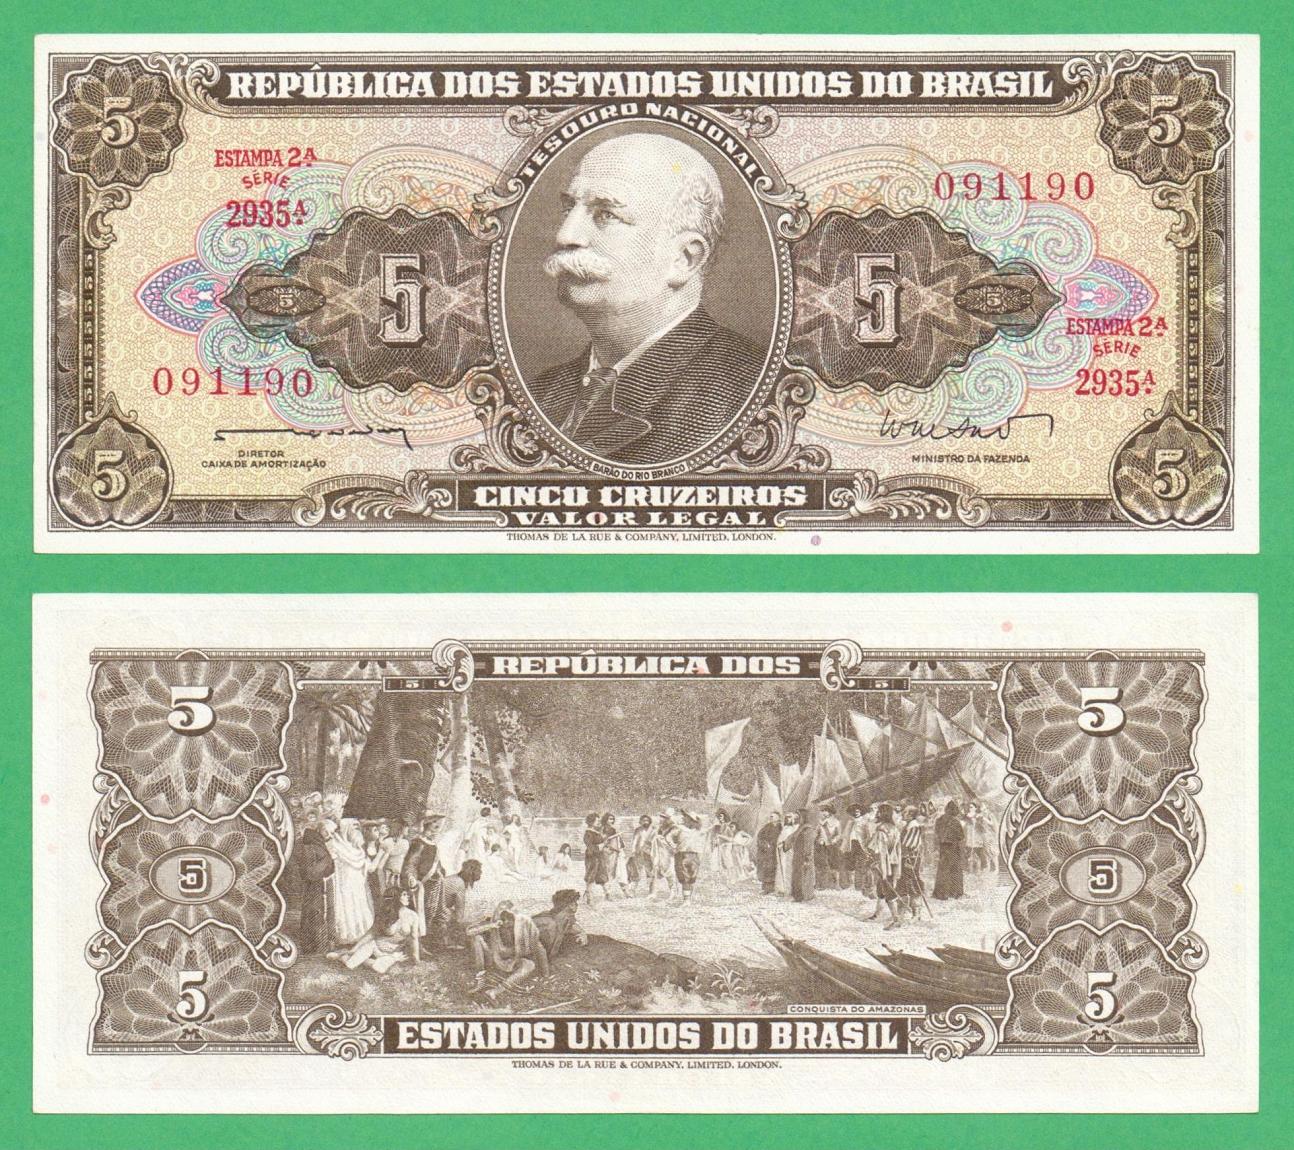 REPÚBLICA DOS ESTADOS UNIDOS DO BRASIL
TESOURO NACIONAL
5
5
ESTAMPA 2ª
SÉRIE
2935ª
091190
5
5
5
5
ESTAMPA 2ª
SÉRIE
2935ª
091190
DIRETOR
CAIXA DE AMORTIZAÇÃO
MINISTRO DA FAZENDA
BARÃO DO RIO BRANCO
5
5
CINCO CRUZEIROS
VALOR LEGAL
THOMAS DE LA RUE & COMPANY, LIMITED, LONDON.
REPÚBLICA DOS
5
5
5
5
5
5
5
5
CONQUISTA DO AMAZONAS
ESTADOS UNIDOS DO BRASIL
THOMAS DE LA RUE & COMPANY, LIMITED, LONDON.